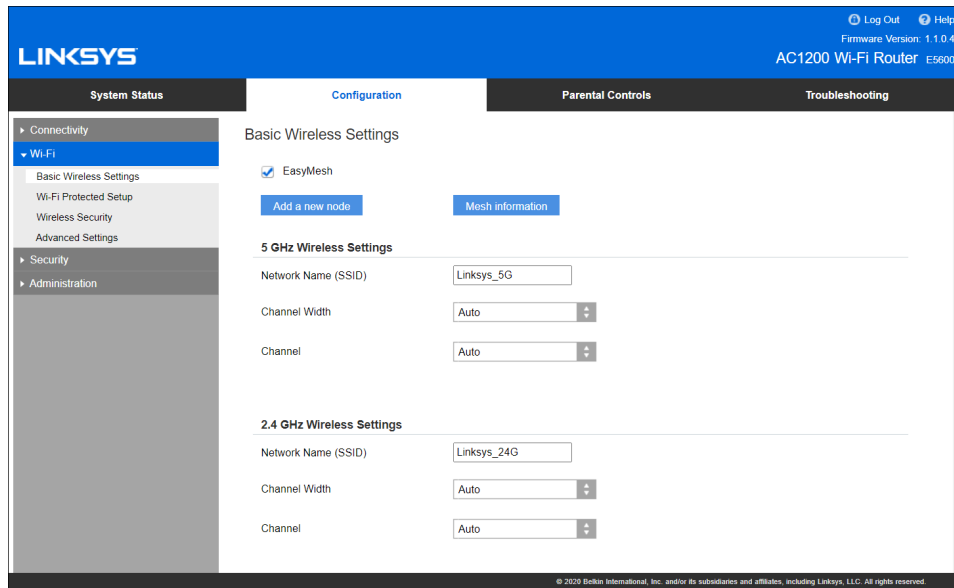 Log Out Help
Firmware Version: 1.1.0.4
LINKSYS
AC1200 Wi-Fi Router E5600
System Status Configuration Parental Controls Troubleshooting
Connectivity
Wi-Fi
Basic Wireless Settings
Wi-Fi Protected Setup
Wireless Security
Advanced Settings
Security
Administration
Basic Wireless Settings
EasyMesh
Add a new node Mesh information
5 GHz Wireless Settings
Network Name (SSID) Linksys_5G
Channel Width Auto
Channel Auto
2.4 GHz Wireless Settings
Network Name (SSID) Linksys_24G
Channel Width Auto
Channel Auto
© 2020 Belkin International, Inc. and/or its subsidiaries and affiliates, including Linksys, LLC. All rights reserved.